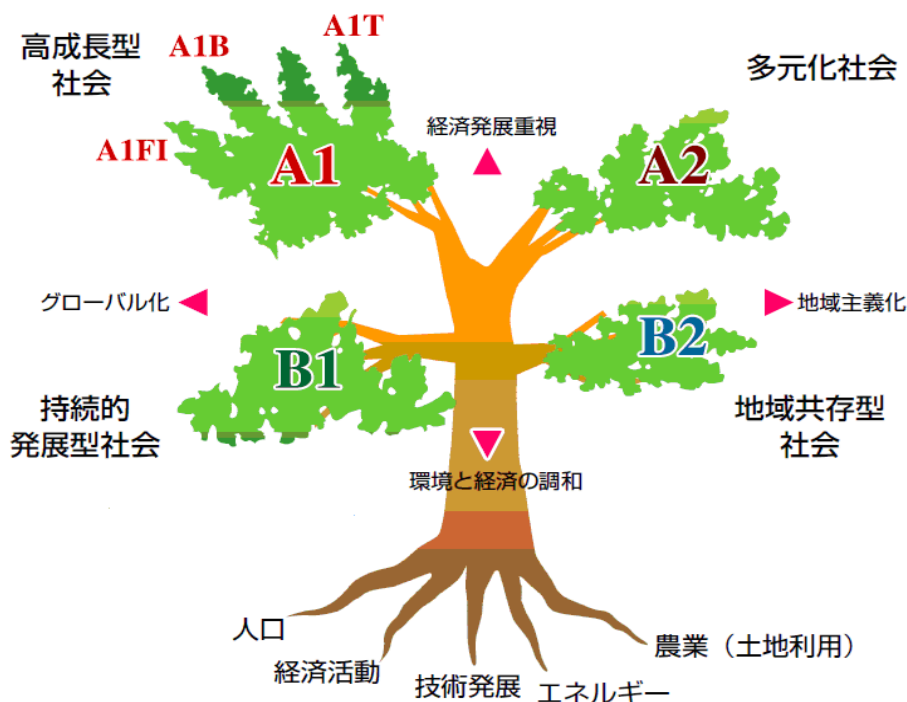 高成長型
社会
A1B
A1T
A1FI
A1
経済発展重視
多元化社会
A2
グローバル化
地域主義化
B1
B2
持続的
発展型社会
地域共存型
社会
環境と経済の調和
人口
経済活動
技術発展
エネルギー
農業（土地利用）